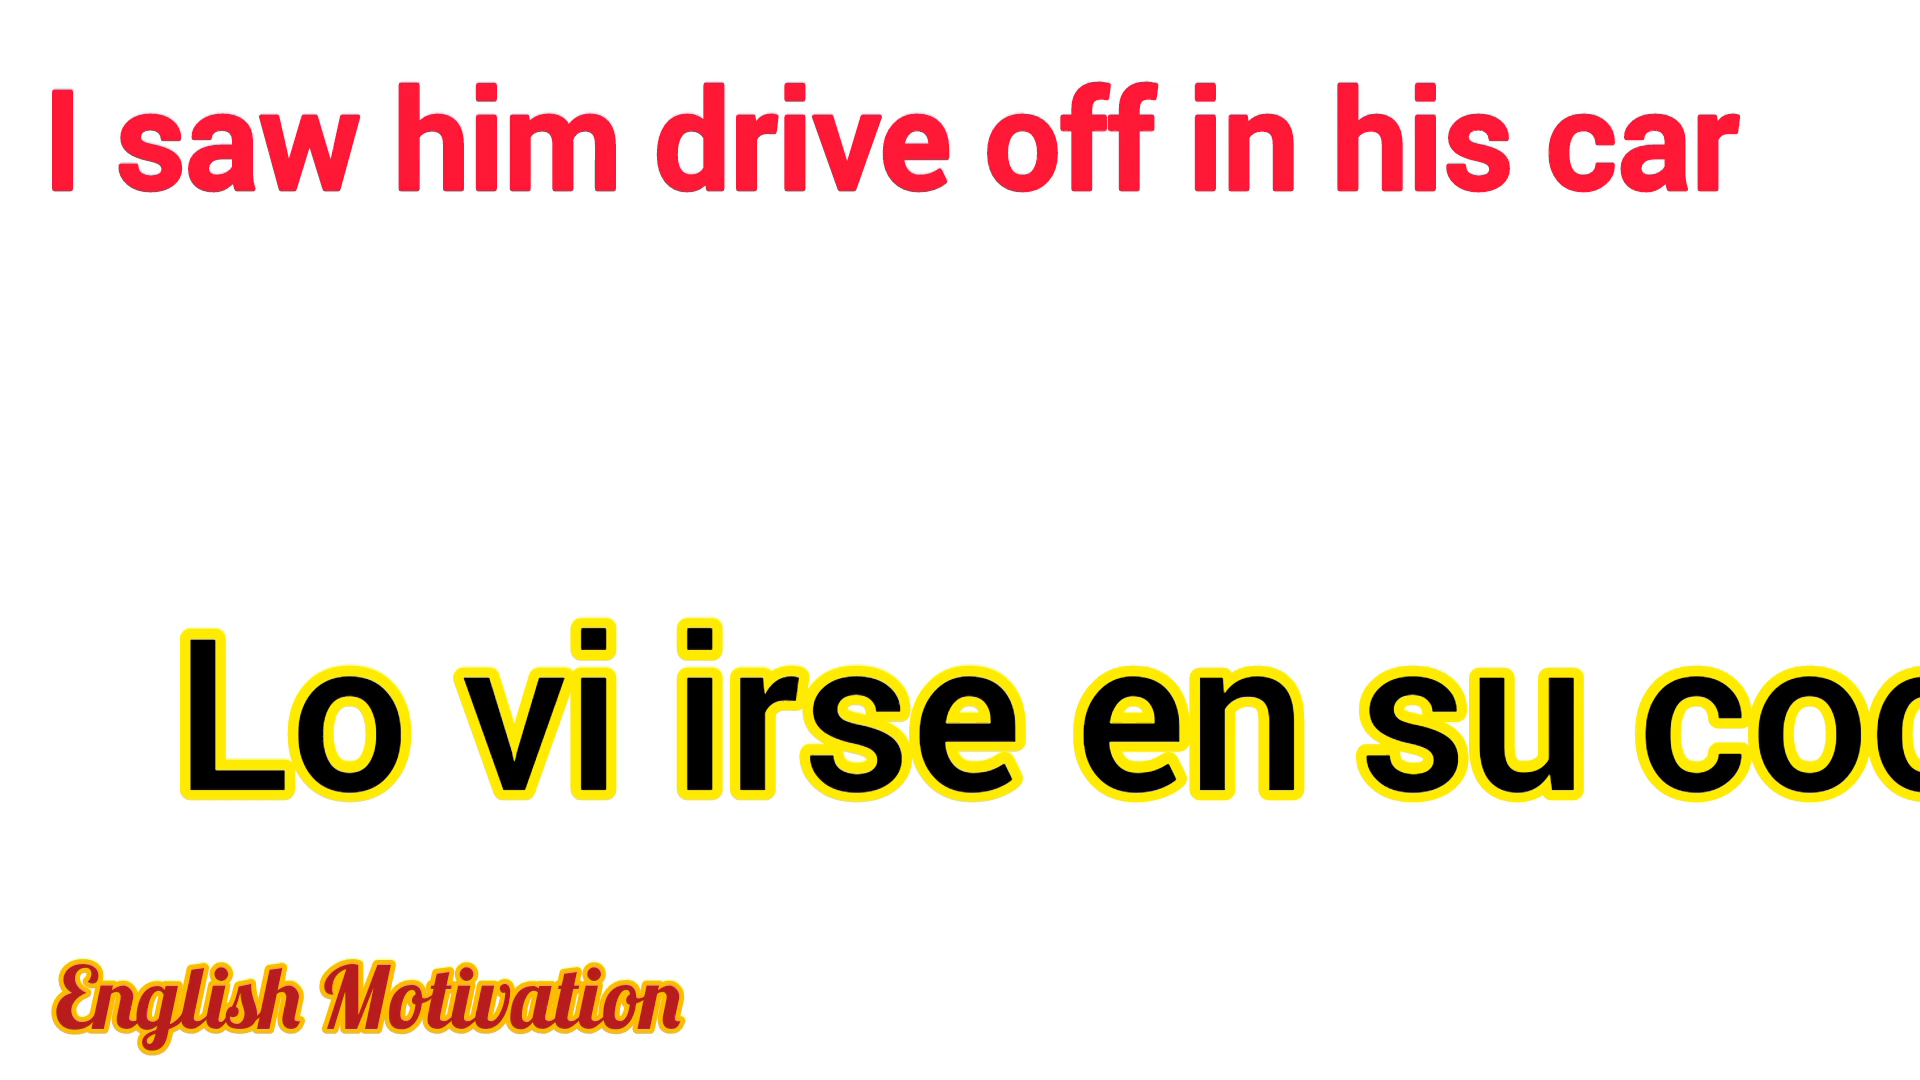 I saw him drive off in his car
Lo vi irse en su
English Motivation